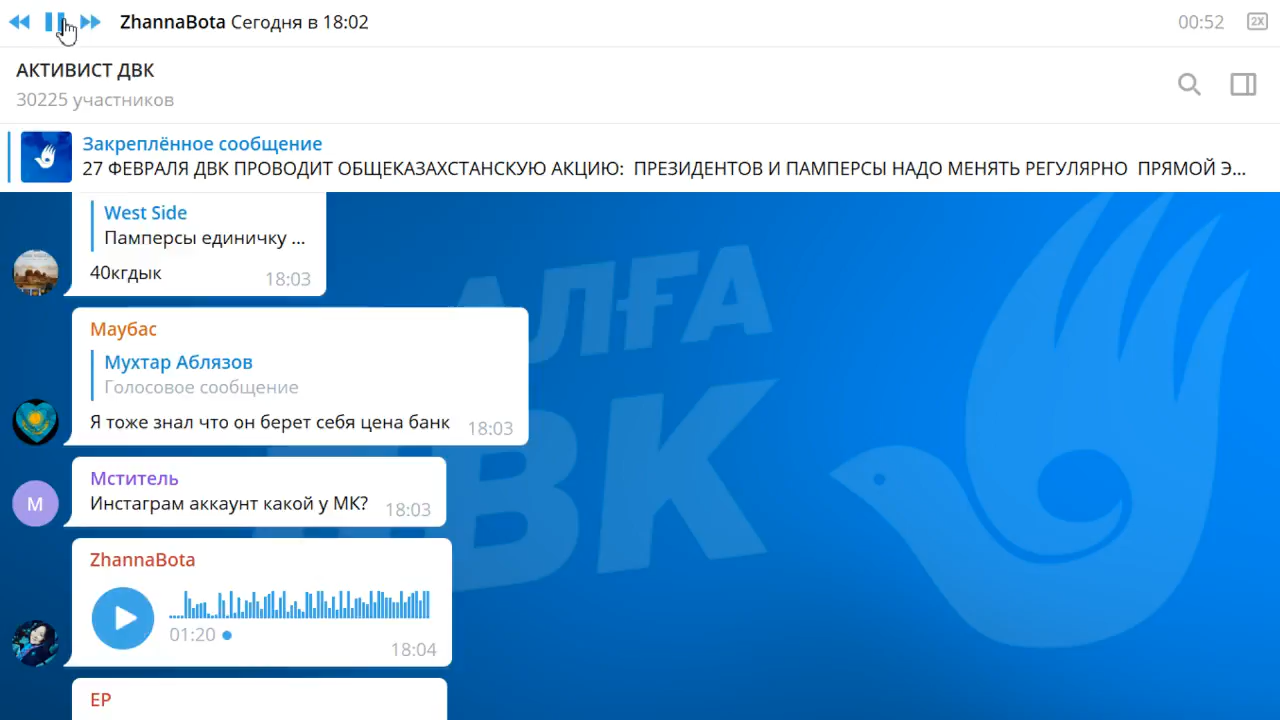 ZhannaBota Сегодня в 18:02
00:52
2X
АКТИВИСТ ДВК
30225 участников
Закреплённое сообщение
27 ФЕВРАЛЯ ДВК ПРОВОДИТ ОБЩЕКАЗАХСТАНСКУЮ АКЦИЮ: ПРЕЗИДЕНТОВ И ПАМПЕРСЫ НАДО МЕНЯТЬ РЕГУЛЯРНО ПРЯМОЙ Э...
West Side
Памперсы единичку ...
40кгдык
18:03
Маубас
Мухтар Аблязов
Голосовое сообщение
Я тоже знал что он берет себя цена банк
18:03
Мститель
М
Инстаграм аккаунт какой у МК?
18:03
ZhannaBota
01:20
18:04
EP
АЛҒА
ДВК